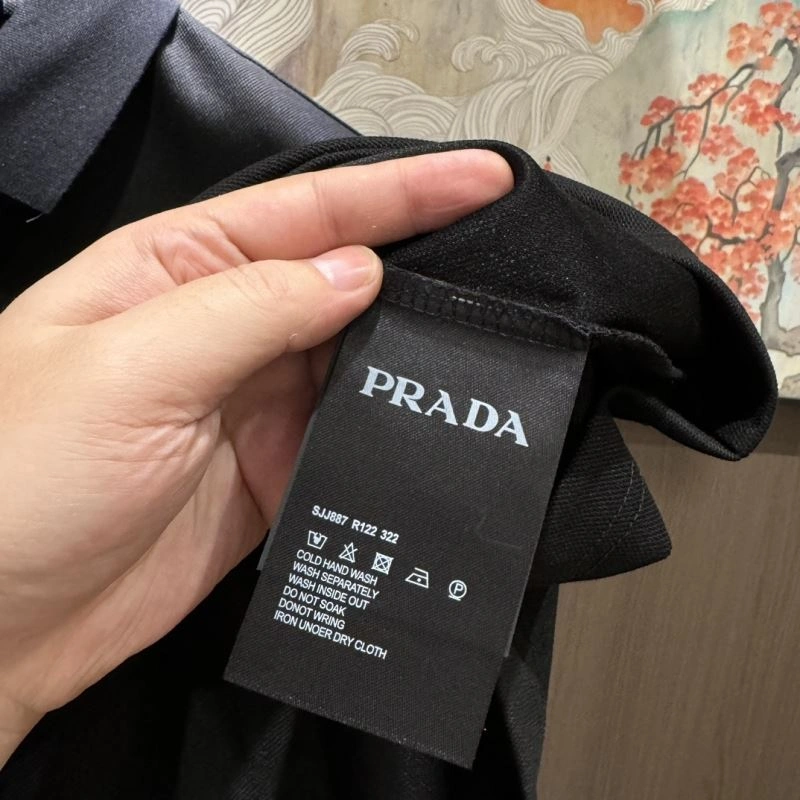 PRADA
SJJ887 R122 322
P
COLD HAND WASH
WASH SEPARATELY
WASH INSIDE OUT
DO NOT SOAK
DONOT WRING
IRON UNDER DRY CLOTH